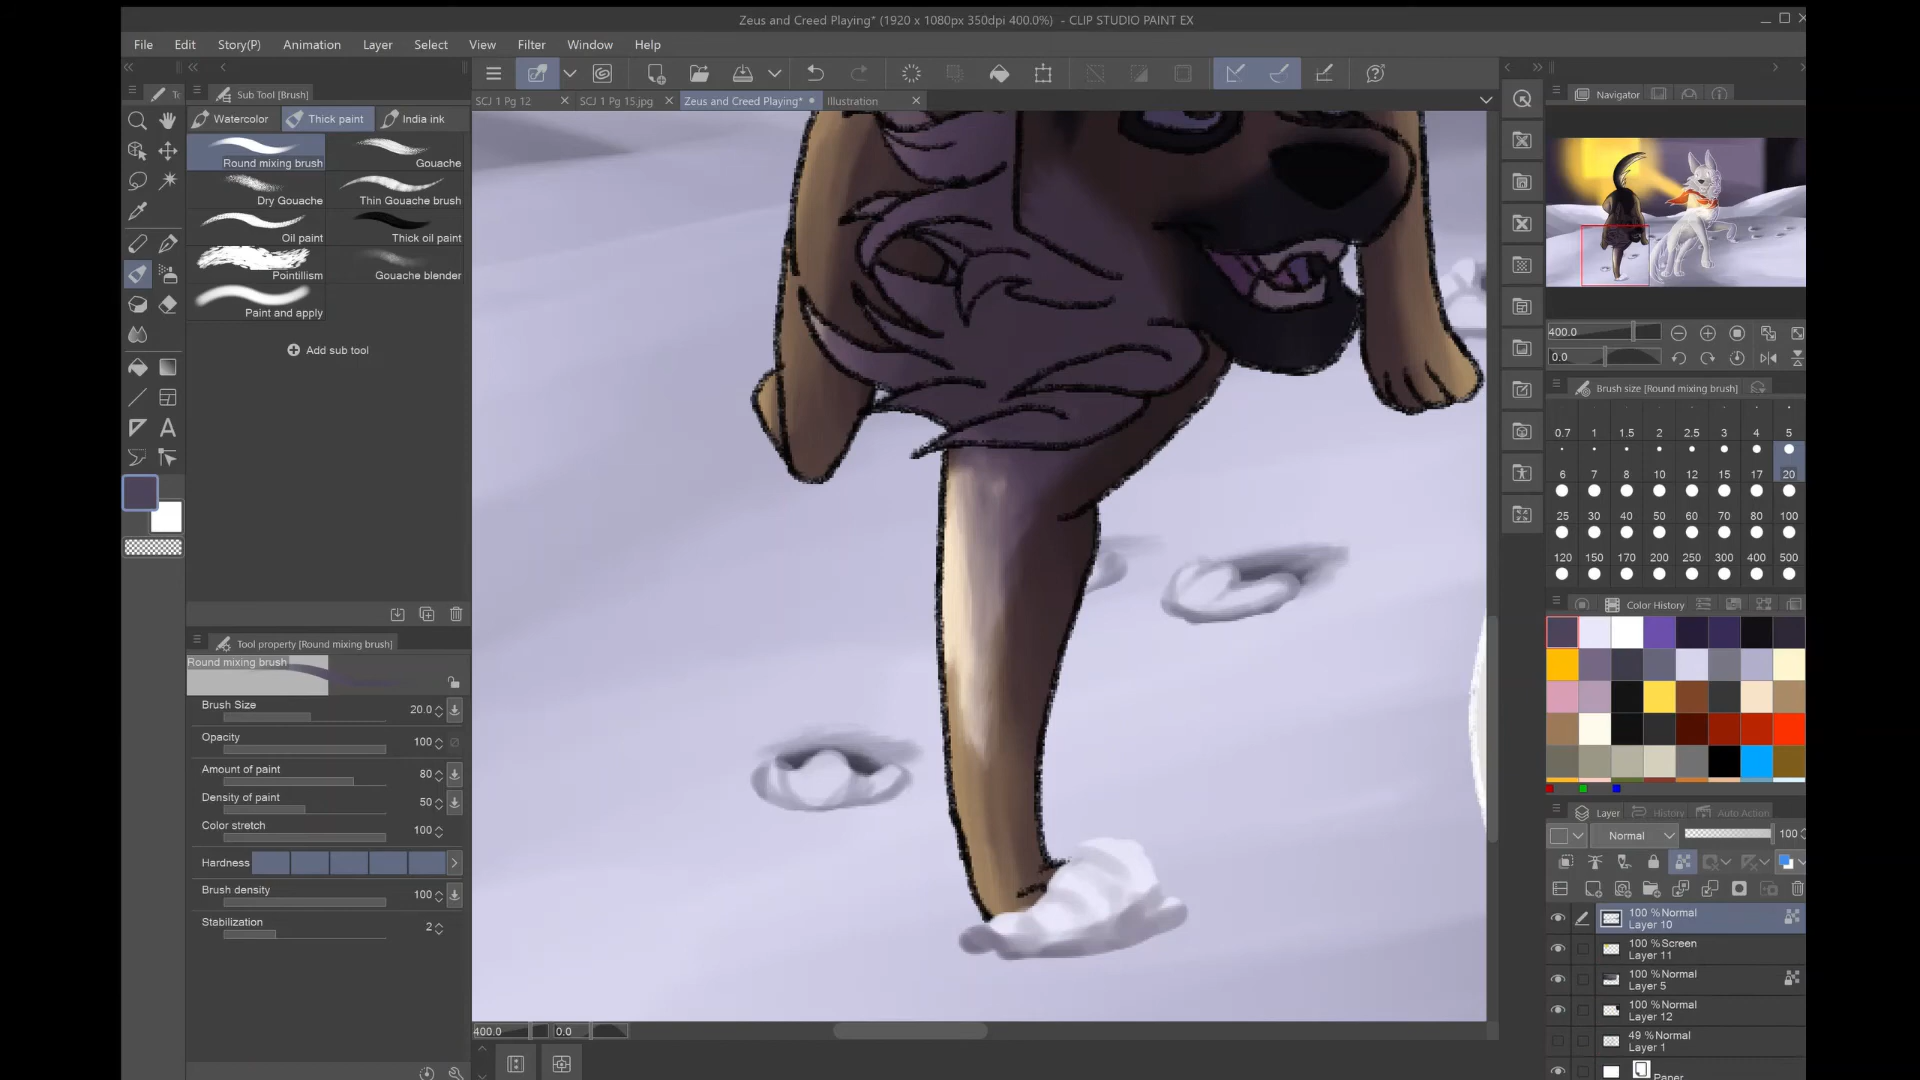 Zeus and Creed Playing* (1920 x 1080px 350dpi 400.0%) - CLIP STUDIO PAINT EX
File Edit Story(P) Animation Layer Select View Filter Window Help
Sub Tool [Brush]
SCJ 1 Pg 12 SCJ 1 Pg 15.jpg Zeus and Creed Playing* Illustration
Navigator
Watercolor Thick paint India ink
Round mixing brush Gouache
Dry Gouache Thin Gouache brush
Oil paint Thick oil paint
Pointillism Gouache blender
Paint and apply
Add sub tool
400.0
0.0
Brush size [Round mixing brush]
0.7 1 1.5 2 2.5 3 4 5
6 7 8 10 12 15 17 20
25 30 40 50 60 70 80 100
120 150 170 200 250 300 400 500
Color History
Tool property [Round mixing brush]
Round mixing brush
Brush Size 20.0
Opacity 100
Amount of paint 80
Density of paint 50
Color stretch 100
Hardness
Brush density 100
Stabilization 2
Layer History Auto Action
Normal 100
100 %Normal
Layer 10
100 %Screen
Layer 11
100 %Normal
Layer 5
100 %Normal
Layer 12
49 %Normal
Layer 1
Paper
400.0 0.0